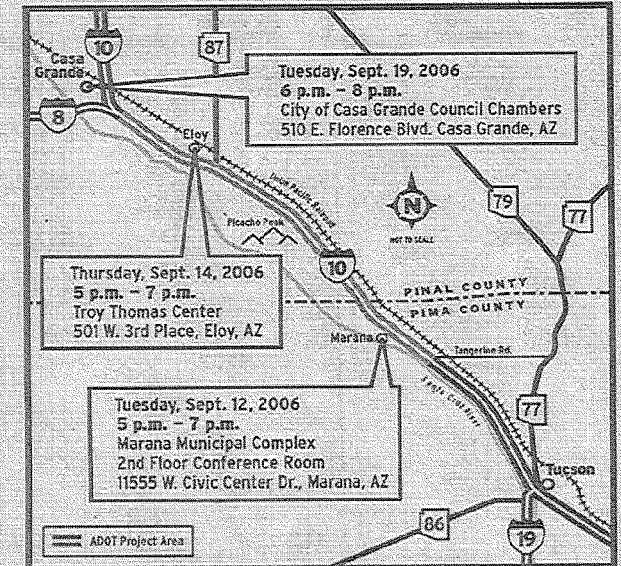 10
87
Casa
Grande
8
Tuesday, Sept. 19, 2006
6 p.m. – 8 p.m.
City of Casa Grande Council Chambers
510 E. Florence Blvd. Casa Grande, AZ
Eloy
Union Pacific Railroad
79
77
N
NOT TO SCALE
Picacho Peak
10
Thursday, Sept. 14, 2006
5 p.m. – 7 p.m.
Troy Thomas Center
501 W. 3rd Place, Eloy, AZ
PINAL COUNTY
PIMA COUNTY
Marana
Tangerine Rd.
Santa Cruz River
Tuesday, Sept. 12, 2006
5 p.m. – 7 p.m.
Marana Municipal Complex
2nd Floor Conference Room
11555 W. Civic Center Dr., Marana, AZ
77
Tucson
86
19
ADOT Project Area